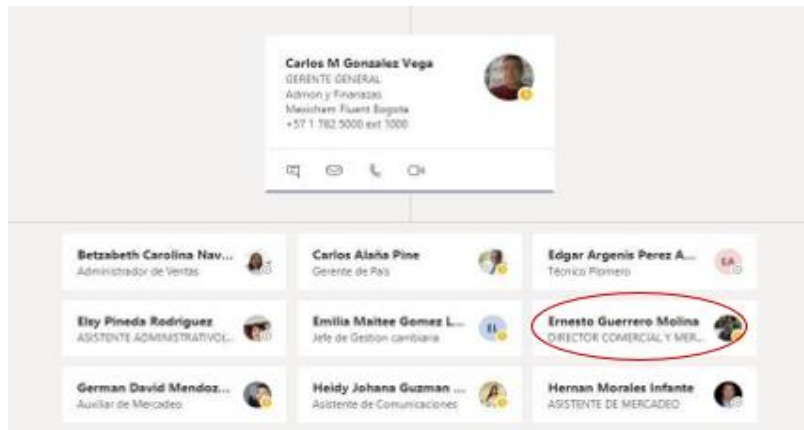 Carlos M Gonzalez Vega
GERENTE GENERAL
Admon y Finanzas
Mexichem Fluent Bogota
+57 1 782 5000 ext 1000
Betzabeth Carolina Nav...
Administrador de Ventas
Carlos Alaña Pine
Gerente de País
Edgar Argenis Perez A...
Técnico Plomero
EA
Elsy Pineda Rodriguez
ASISTENTE ADMINISTRATIVO(...
Emilia Maitee Gomez L...
Jefe de Gestion cambiaria
EL
Ernesto Guerrero Molina
DIRECTOR COMERCIAL Y MER...
German David Mendoz...
Auxiliar de Mercadeo
Heidy Johana Guzman ...
Asistente de Comunicaciones
Hernan Morales Infante
ASISTENTE DE MERCADEO